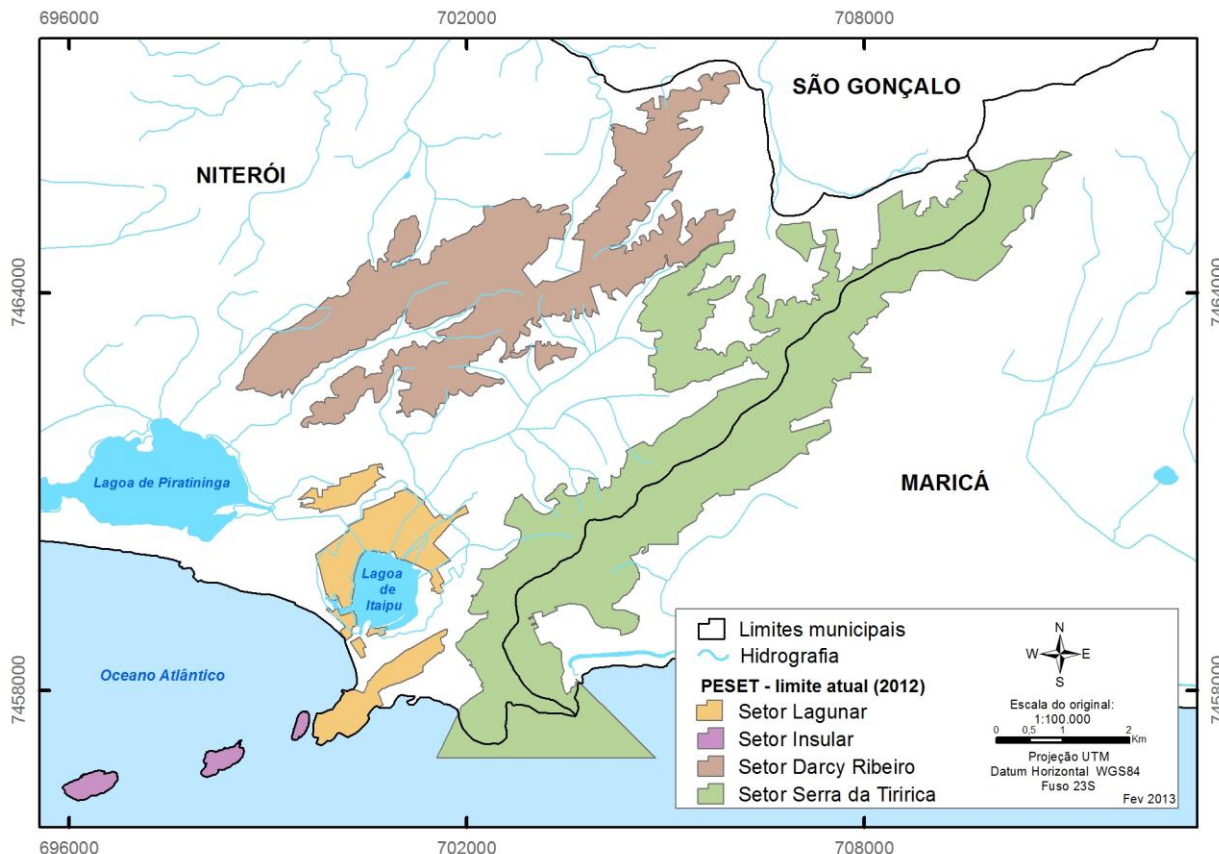 696000
702000
708000
SÃO GONÇALO
NITERÓI
7464000
7464000
MARICÁ
Lagoa de Piratininga
Lagoa
de
Itaipu
Oceano Atlântico
7458000
7458000
Limites municipais
Hidrografia
PESET - limite atual (2012)
Setor Lagunar
Setor Insular
Setor Darcy Ribeiro
Setor Serra da Tiririca
N
W
E
S
Escala do original:
1:100.000
0 0,5 1 2
Km
Projeção UTM
Datum Horizontal WGS84
Fuso 23S
Fev 2013
696000
702000
708000